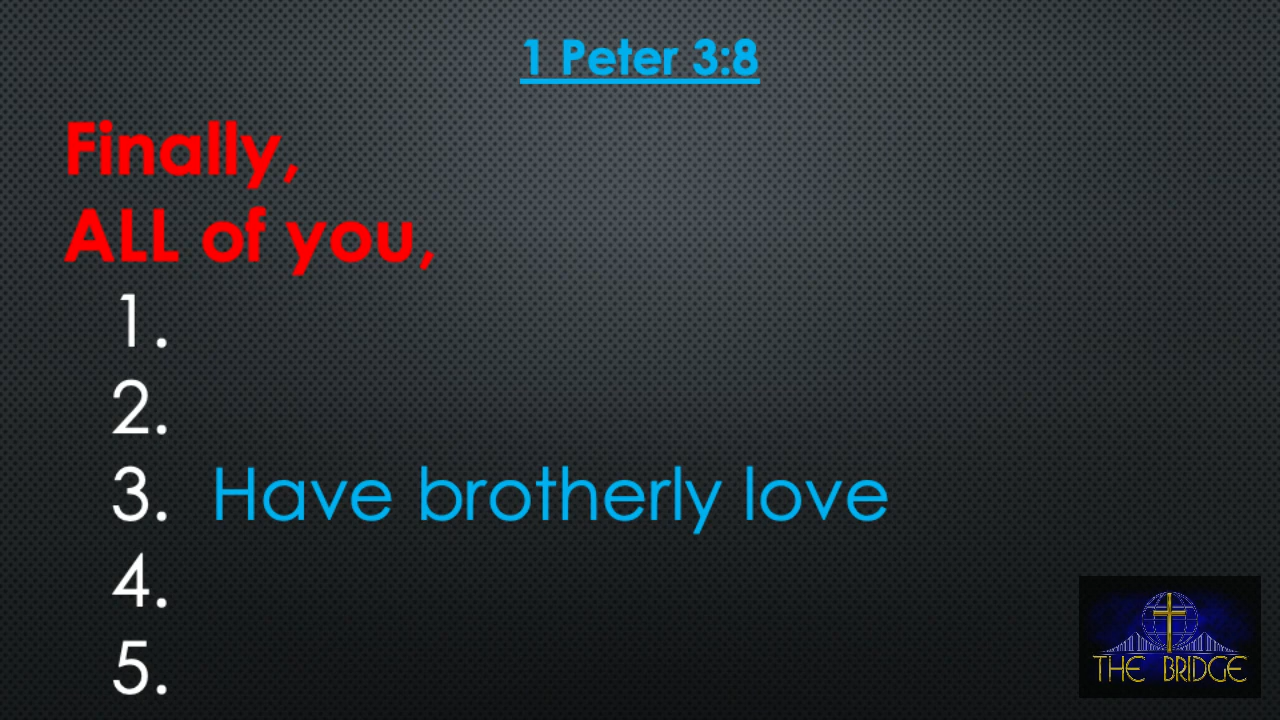 1 Peter 3:8
Finally,
ALL of you,
1.
2.
3. Have brotherly love
4.
5.
THE BRIDGE